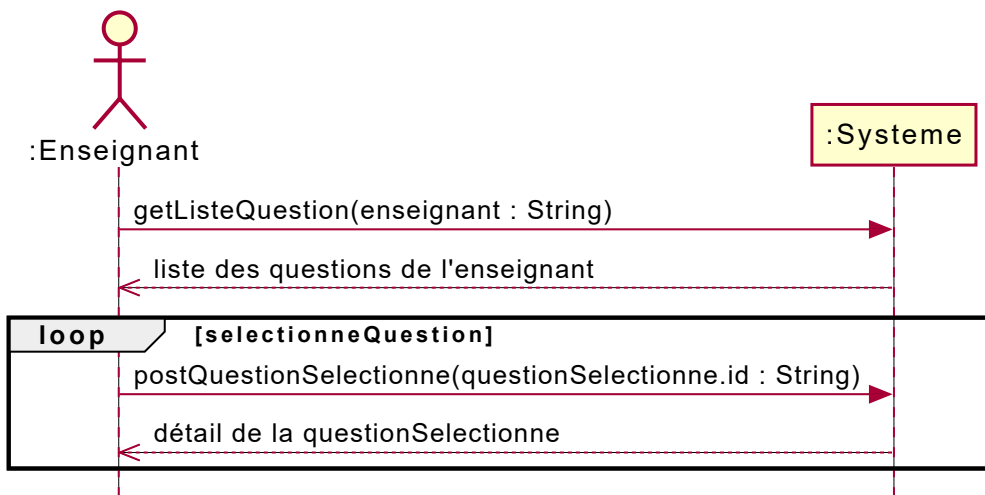 :Enseignant
:Systeme
getListeQuestion(enseignant : String)
liste des questions de l'enseignant
loop [selectionneQuestion]
postQuestionSelectionne(questionSelectionne.id : String)
détail de la questionSelectionne